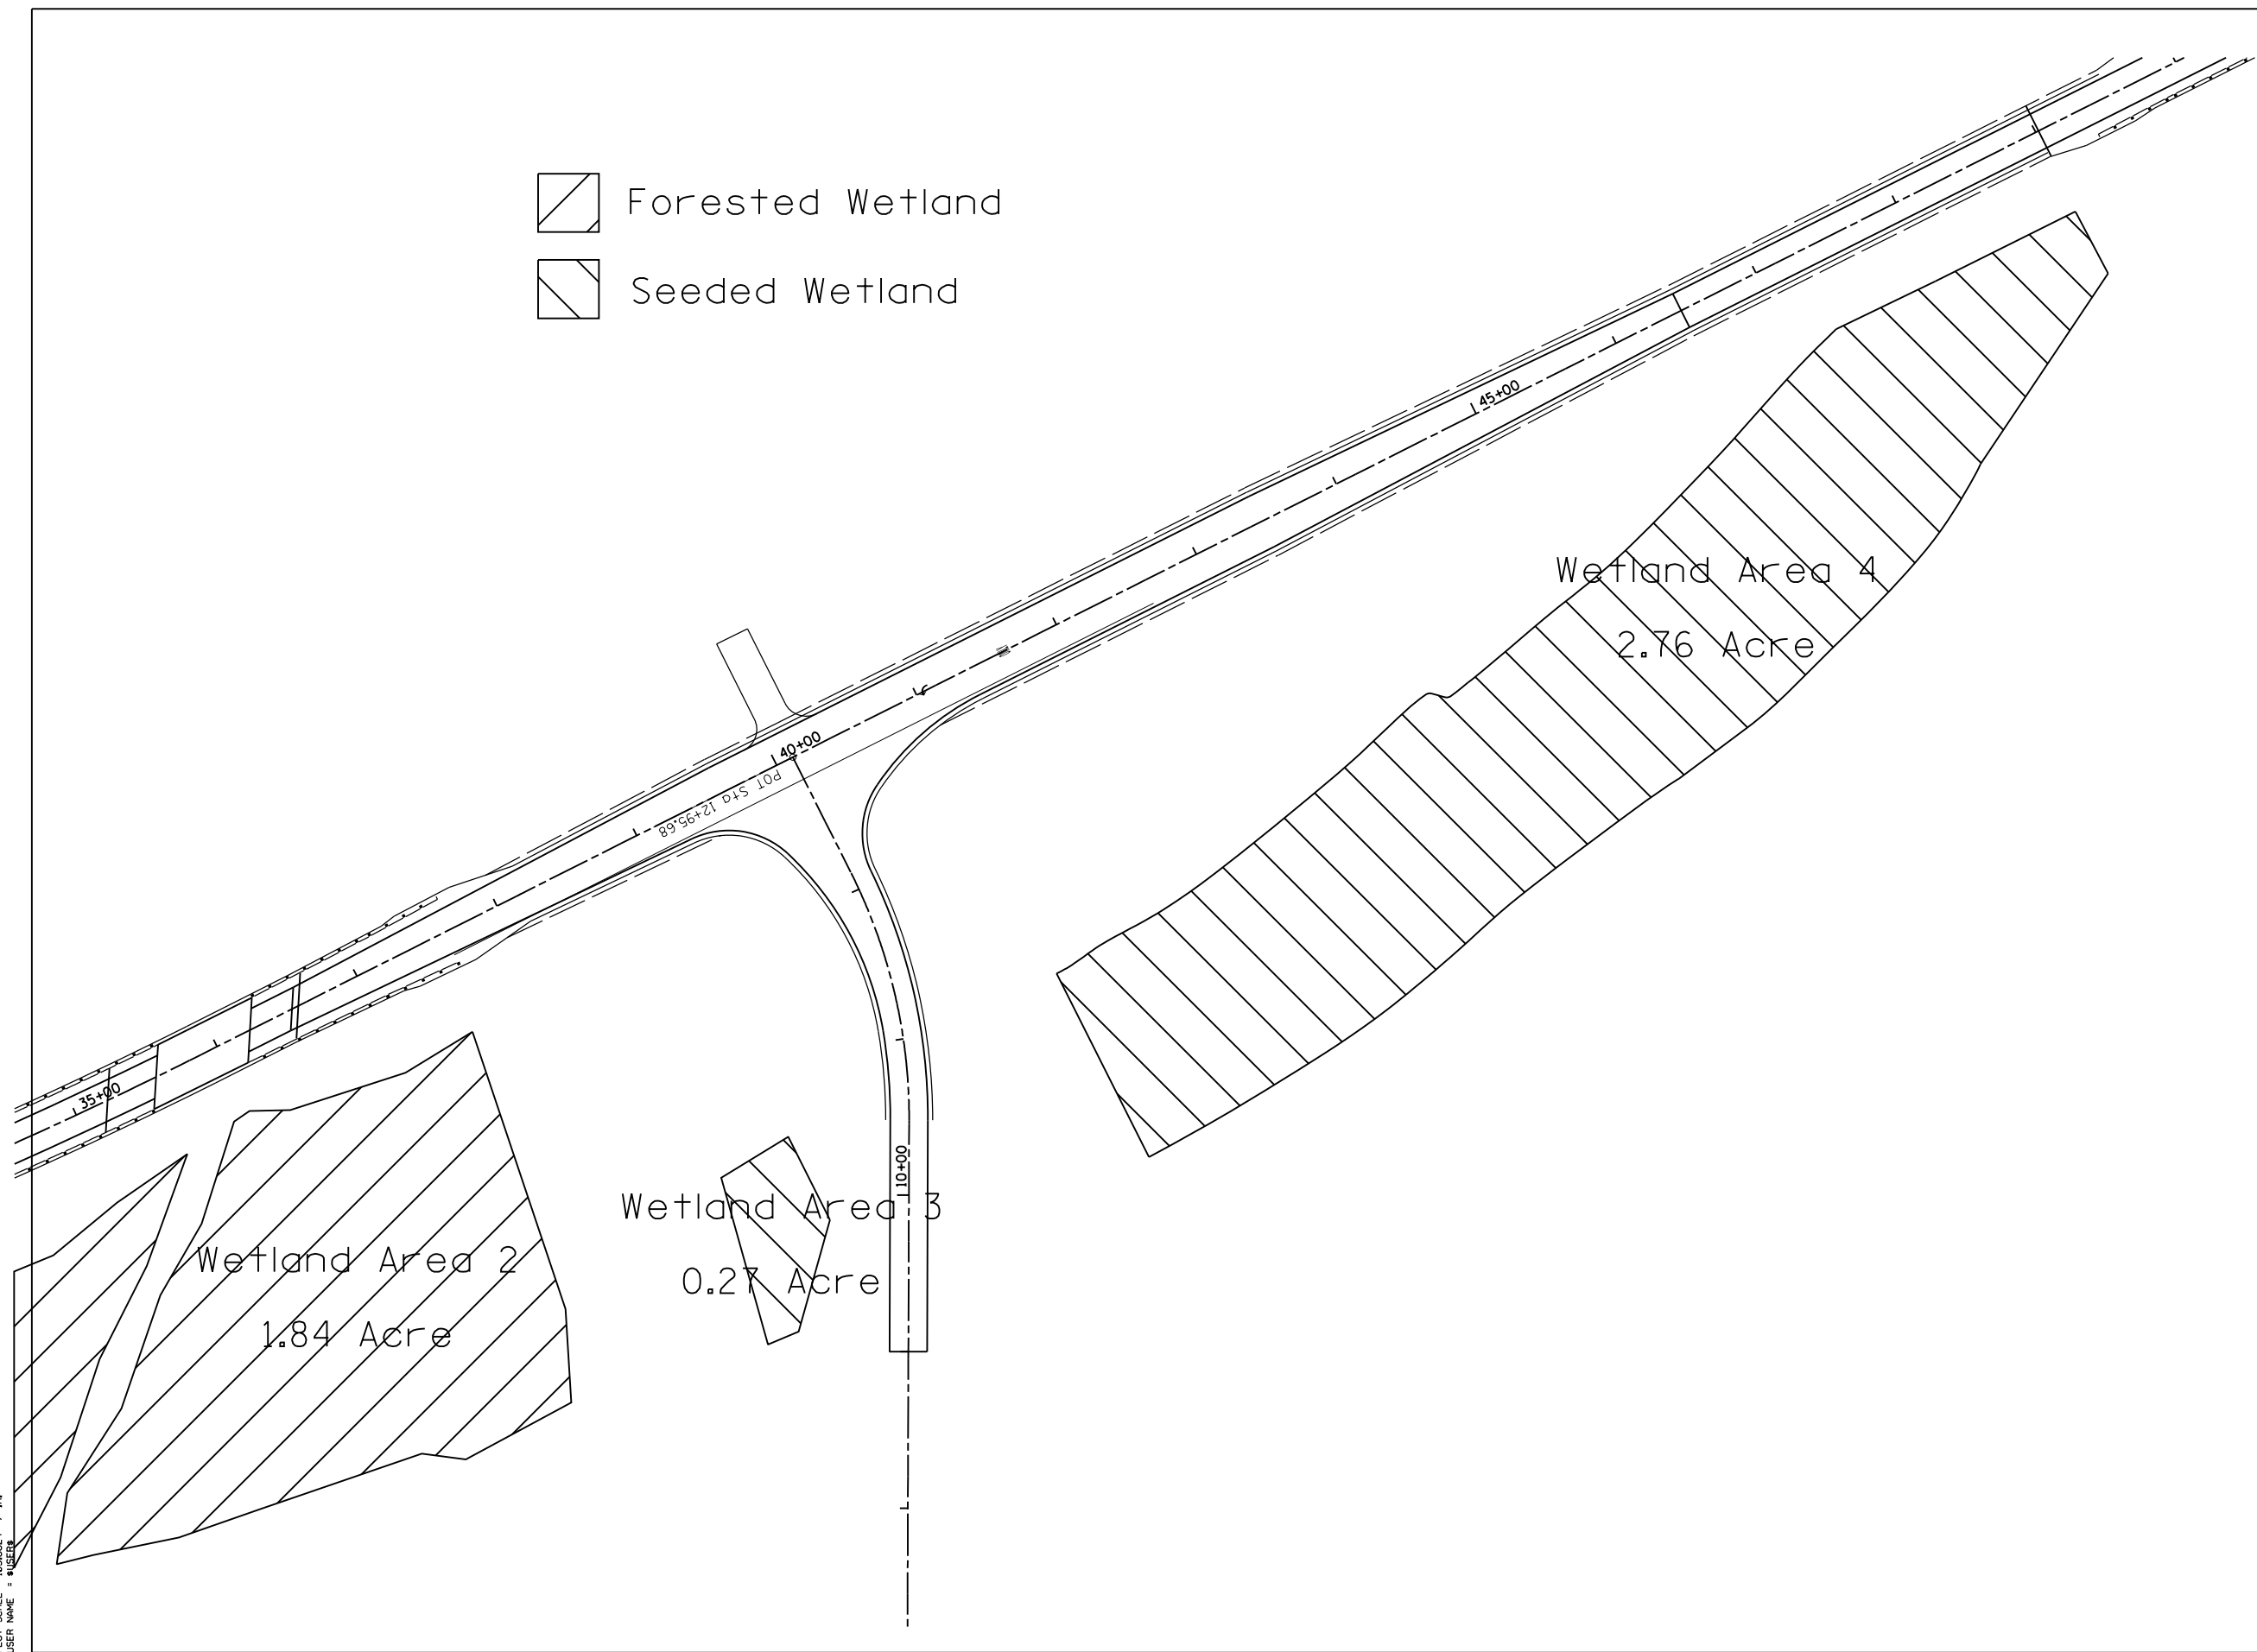 Forested Wetland
Seeded Wetland
45+00
Wetland Area 4
2.76 Acre
40+00
POT Sta 12+95.68
35+00
10+00
Wetland Area 3
0.27 Acre
Wetland Area 2
1.84 Acre
USER NAME = $USER$